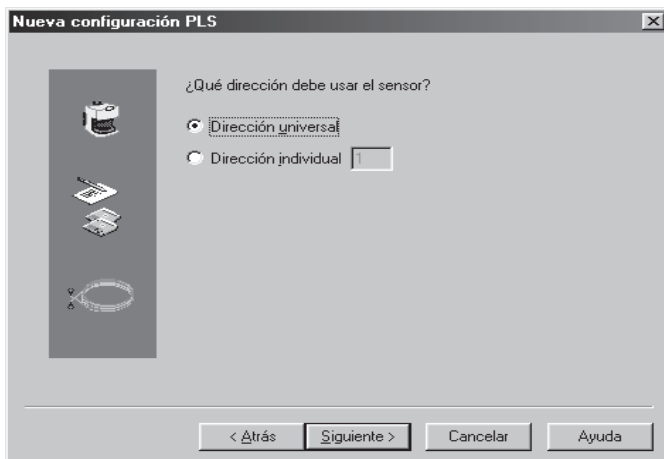 Nueva configuración PLS
¿Qué dirección debe usar el sensor?
Dirección universal
Dirección individual 1
< Atrás Siguiente > Cancelar Ayuda